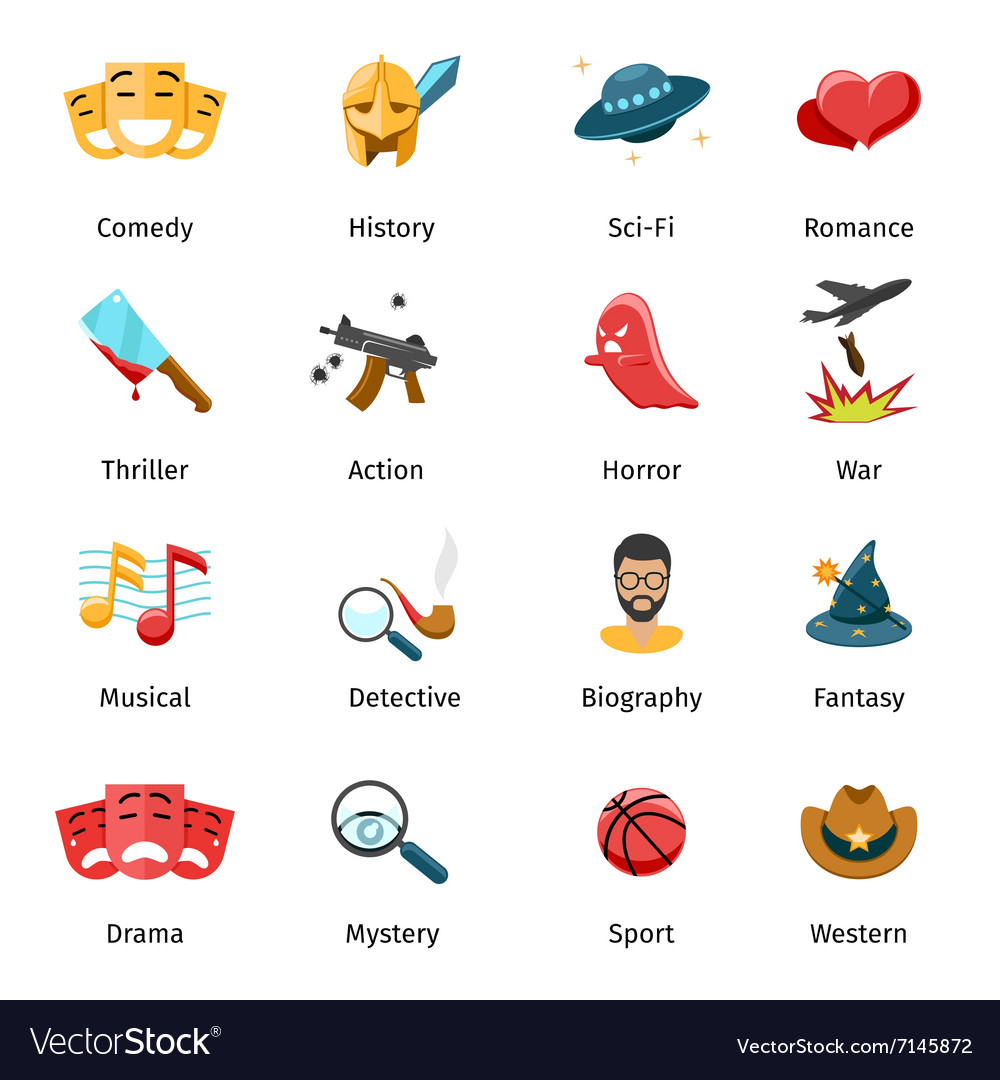 Comedy
History
Sci-Fi
Romance
Thriller
Action
Horror
War
Musical
Detective
Biography
Fantasy
Drama
Mystery
Sport
Western
VectorStock®
VectorStock.com/7145872